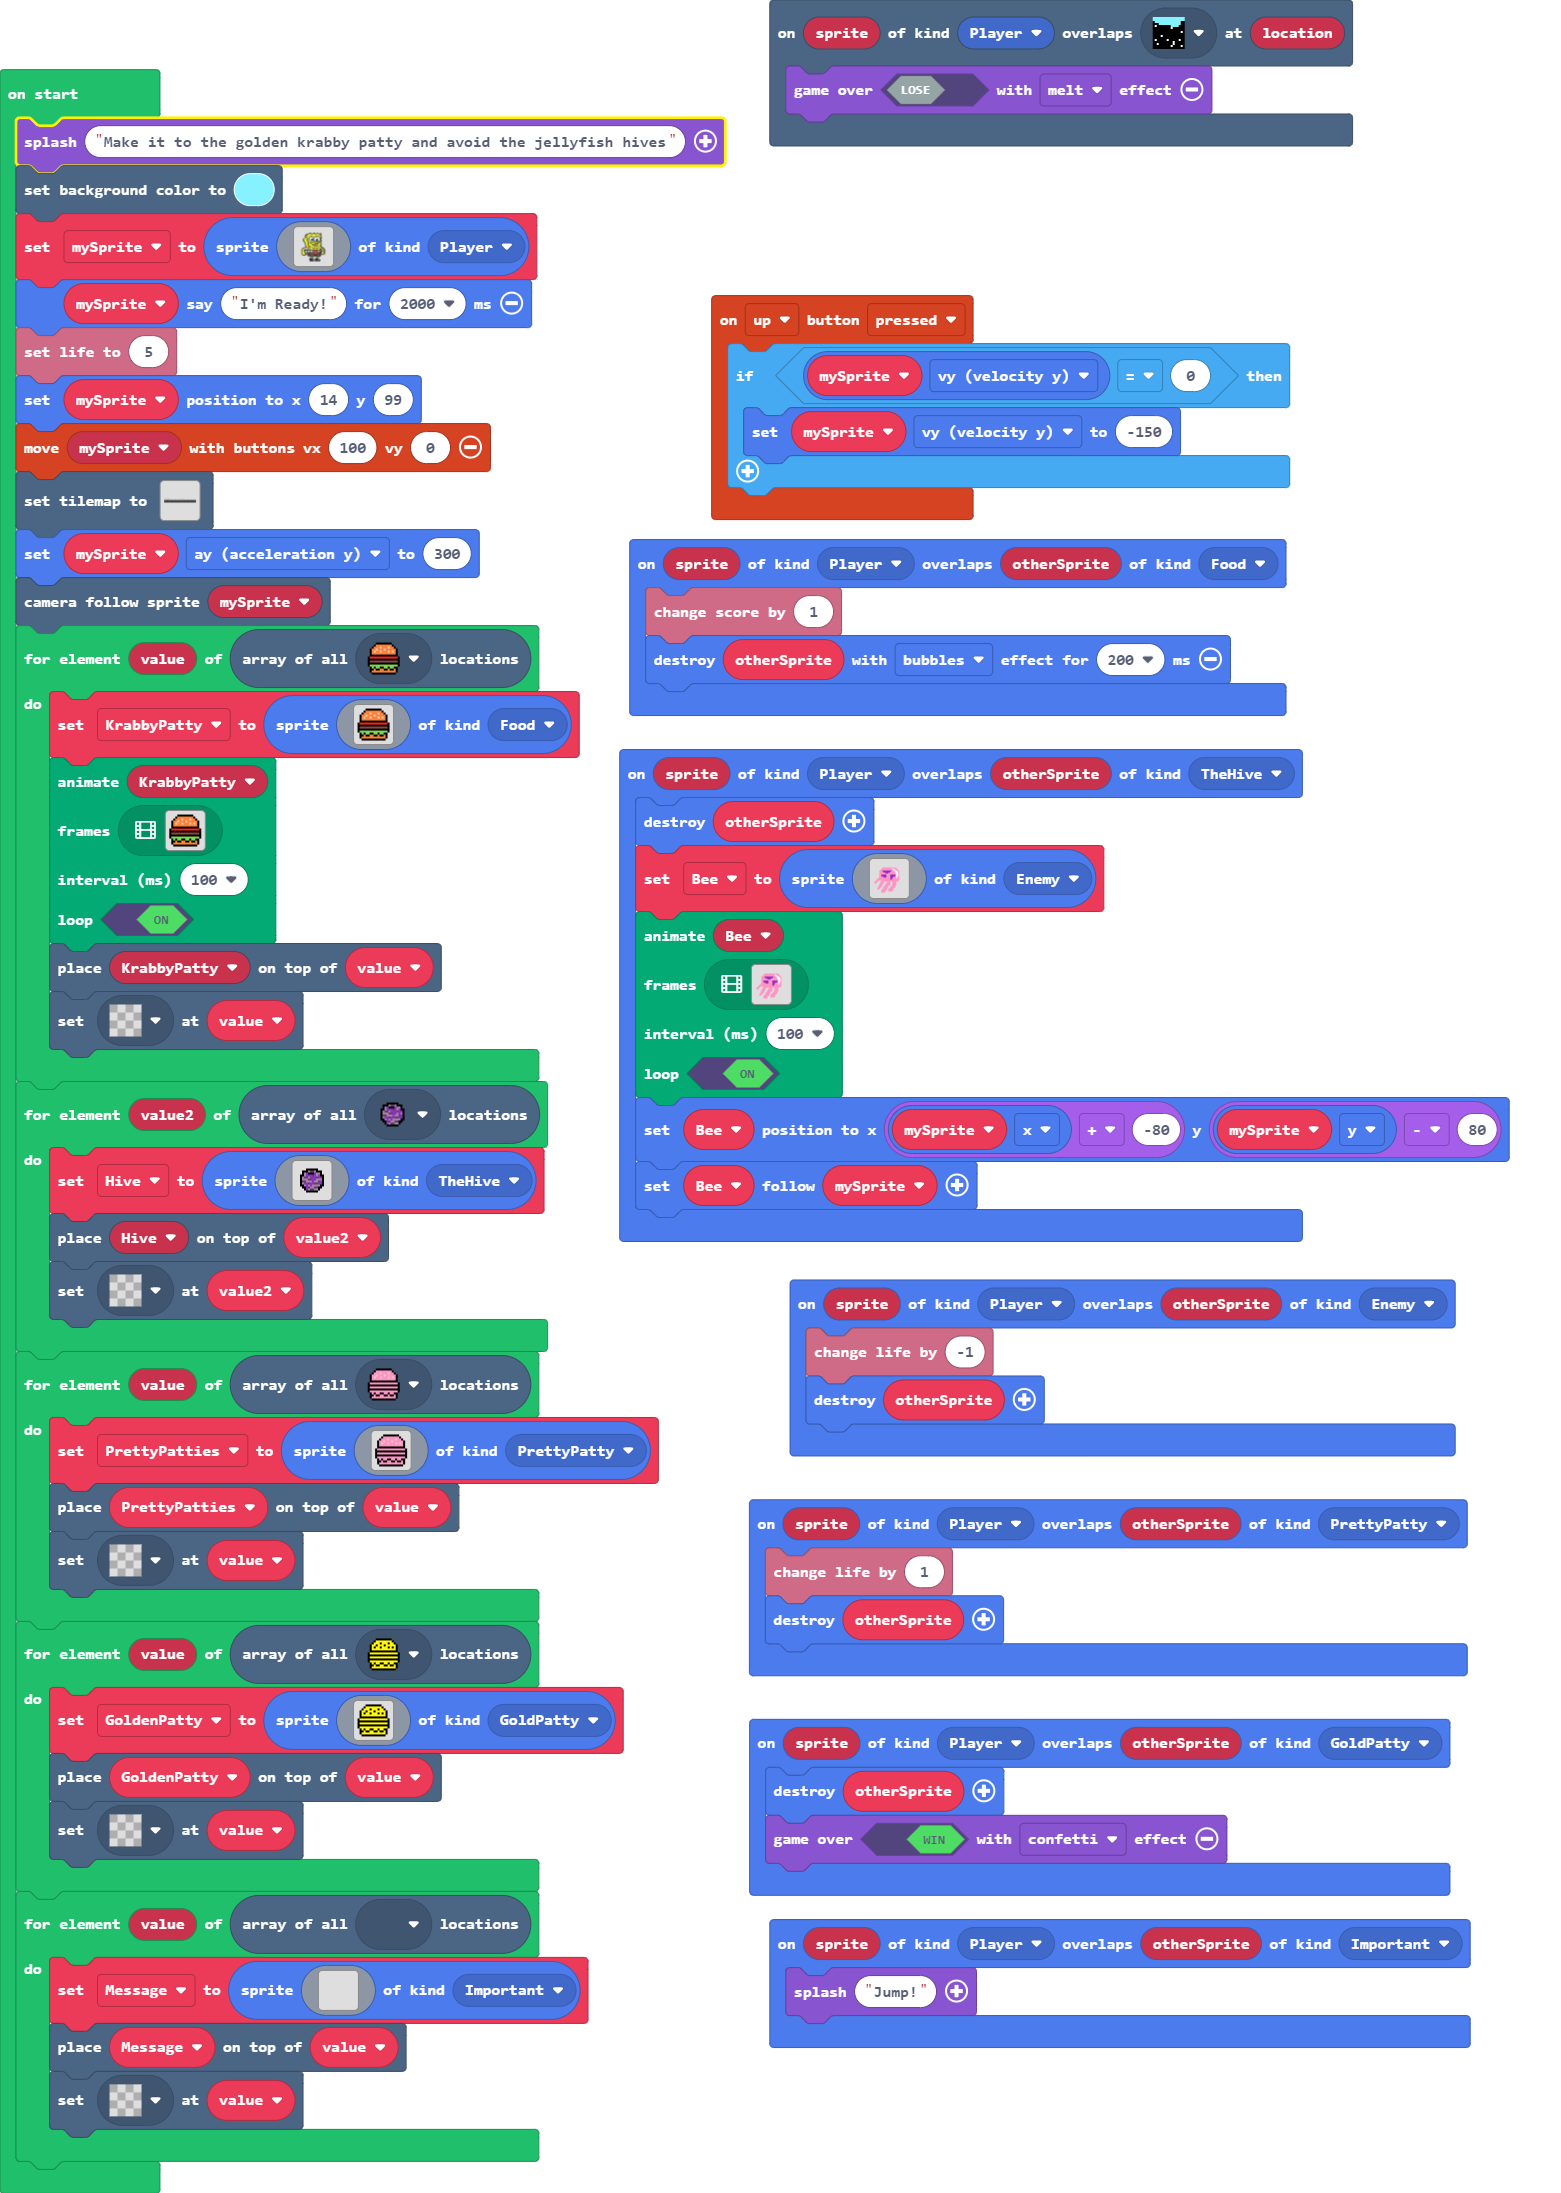 on start
splash "Make it to the golden krabby patty and avoid the jellyfish hives"
set background color to
set mySprite to sprite of kind Player
mySprite say "I'm Ready!" for 2000 ms
set life to 5
set mySprite position to x 14 y 99
move mySprite with buttons vx 100 vy 0
set tilemap to
set mySprite ay (acceleration y) to 300
camera follow sprite mySprite
for element value of array of all locations
do
set KrabbyPatty to sprite of kind Food
animate KrabbyPatty
frames
interval (ms) 100
loop ON
place KrabbyPatty on top of value
set at value
for element value2 of array of all locations
do
set Hive to sprite of kind TheHive
place Hive on top of value2
set at value2
for element value of array of all locations
do
set PrettyPatties to sprite of kind PrettyPatty
place PrettyPatties on top of value
set at value
for element value of array of all locations
do
set GoldenPatty to sprite of kind GoldPatty
place GoldenPatty on top of value
set at value
for element value of array of all locations
do
set Message to sprite of kind Important
place Message on top of value
set at value
on sprite of kind Player overlaps at location
game over LOSE with melt effect
on up button pressed
if mySprite vy (velocity y) = 0 then
set mySprite vy (velocity y) to -150
on sprite of kind Player overlaps otherSprite of kind Food
change score by 1
destroy otherSprite with bubbles effect for 200 ms
on sprite of kind Player overlaps otherSprite of kind TheHive
destroy otherSprite
set Bee to sprite of kind Enemy
animate Bee
frames
interval (ms) 100
loop ON
set Bee position to x mySprite x + -80 y mySprite y - 80
set Bee follow mySprite
on sprite of kind Player overlaps otherSprite of kind Enemy
change life by -1
destroy otherSprite
on sprite of kind Player overlaps otherSprite of kind PrettyPatty
change life by 1
destroy otherSprite
on sprite of kind Player overlaps otherSprite of kind GoldPatty
destroy otherSprite
game over WIN with confetti effect
on sprite of kind Player overlaps otherSprite of kind Important
splash "Jump!"